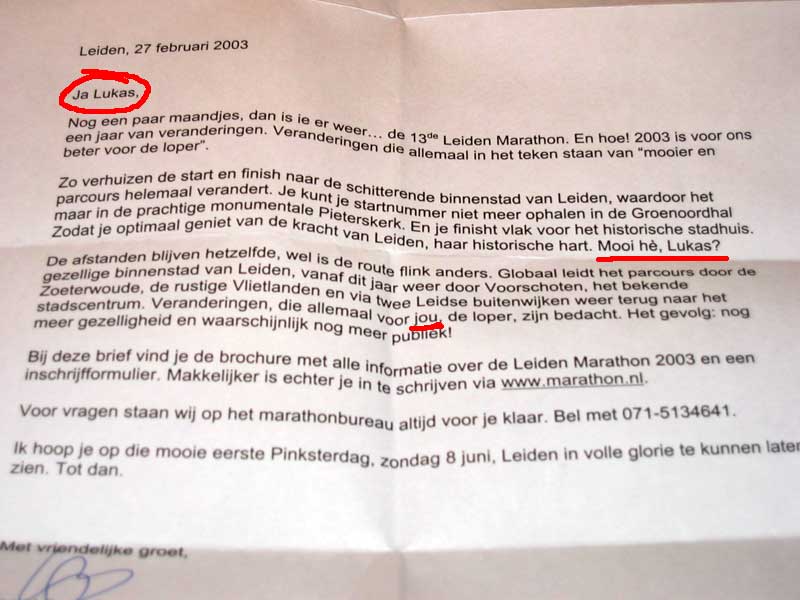 Leiden, 27 februari 2003
Ja Lukas,
Nog een paar maandjes, dan is ie er weer... de 13de Leiden Marathon. En hoe! 2003 is voor ons
een jaar van veranderingen. Veranderingen die allemaal in het teken staan van “mooier en
beter voor de loper”.
Zo verhuizen de start en finish naar de schitterende binnenstad van Leiden, waardoor het
parcours helemaal verandert. Je kunt je startnummer niet meer ophalen in de Groenoordhal
maar in de prachtige monumentale Pieterskerk. En je finisht vlak voor het historische stadhuis.
Zodat je optimaal geniet van de kracht van Leiden, haar historische hart. Mooi hè, Lukas?
De afstanden blijven hetzelfde, wel is de route flink anders. Globaal leidt het parcours door de
gezellige binnenstad van Leiden, vanaf dit jaar weer door Voorschoten, het bekende
Zoeterwoude, de rustige Vlietlanden en via twee Leidse buitenwijken weer terug naar het
stadscentrum. Veranderingen, die allemaal voor jou, de loper, zijn bedacht. Het gevolg: nog
meer gezelligheid en waarschijnlijk nog meer publiek!
Bij deze brief vind je de brochure met alle informatie over de Leiden Marathon 2003 en een
inschrijfformulier. Makkelijker is echter je in te schrijven via www.marathon.nl.
Voor vragen staan wij op het marathonbureau altijd voor je klaar. Bel met 071-5134641.
Ik hoop je op die mooie eerste Pinksterdag, zondag 8 juni, Leiden in volle glorie te kunnen later
zien. Tot dan.
Met vriendelijke groet,